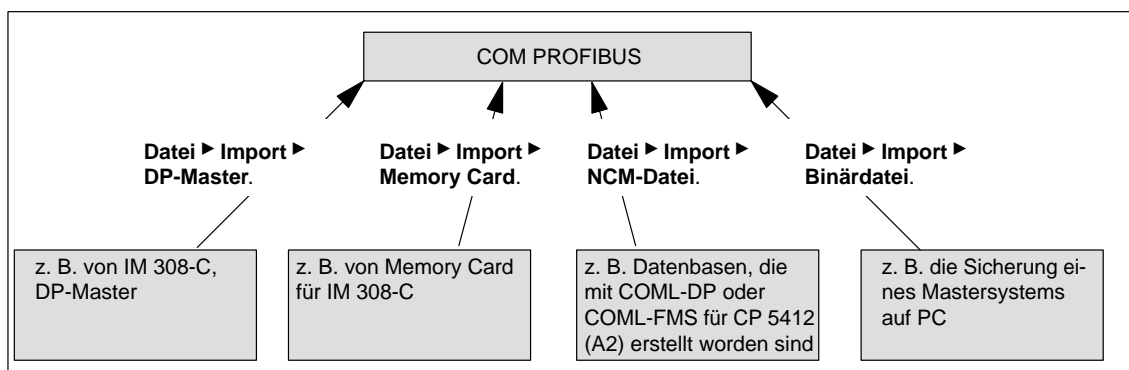 COM PROFIBUS
Datei ► Import ►
DP-Master.
Datei ► Import ►
Memory Card.
Datei ► Import ►
NCM-Datei.
Datei ► Import ►
Binärdatei.
z. B. von IM 308-C,
DP-Master
z. B. von Memory Card
für IM 308-C
z. B. Datenbasen, die
mit COML-DP oder
COML-FMS für CP 5412
(A2) erstellt worden sind
z. B. die Sicherung ei-
nes Mastersystems
auf PC